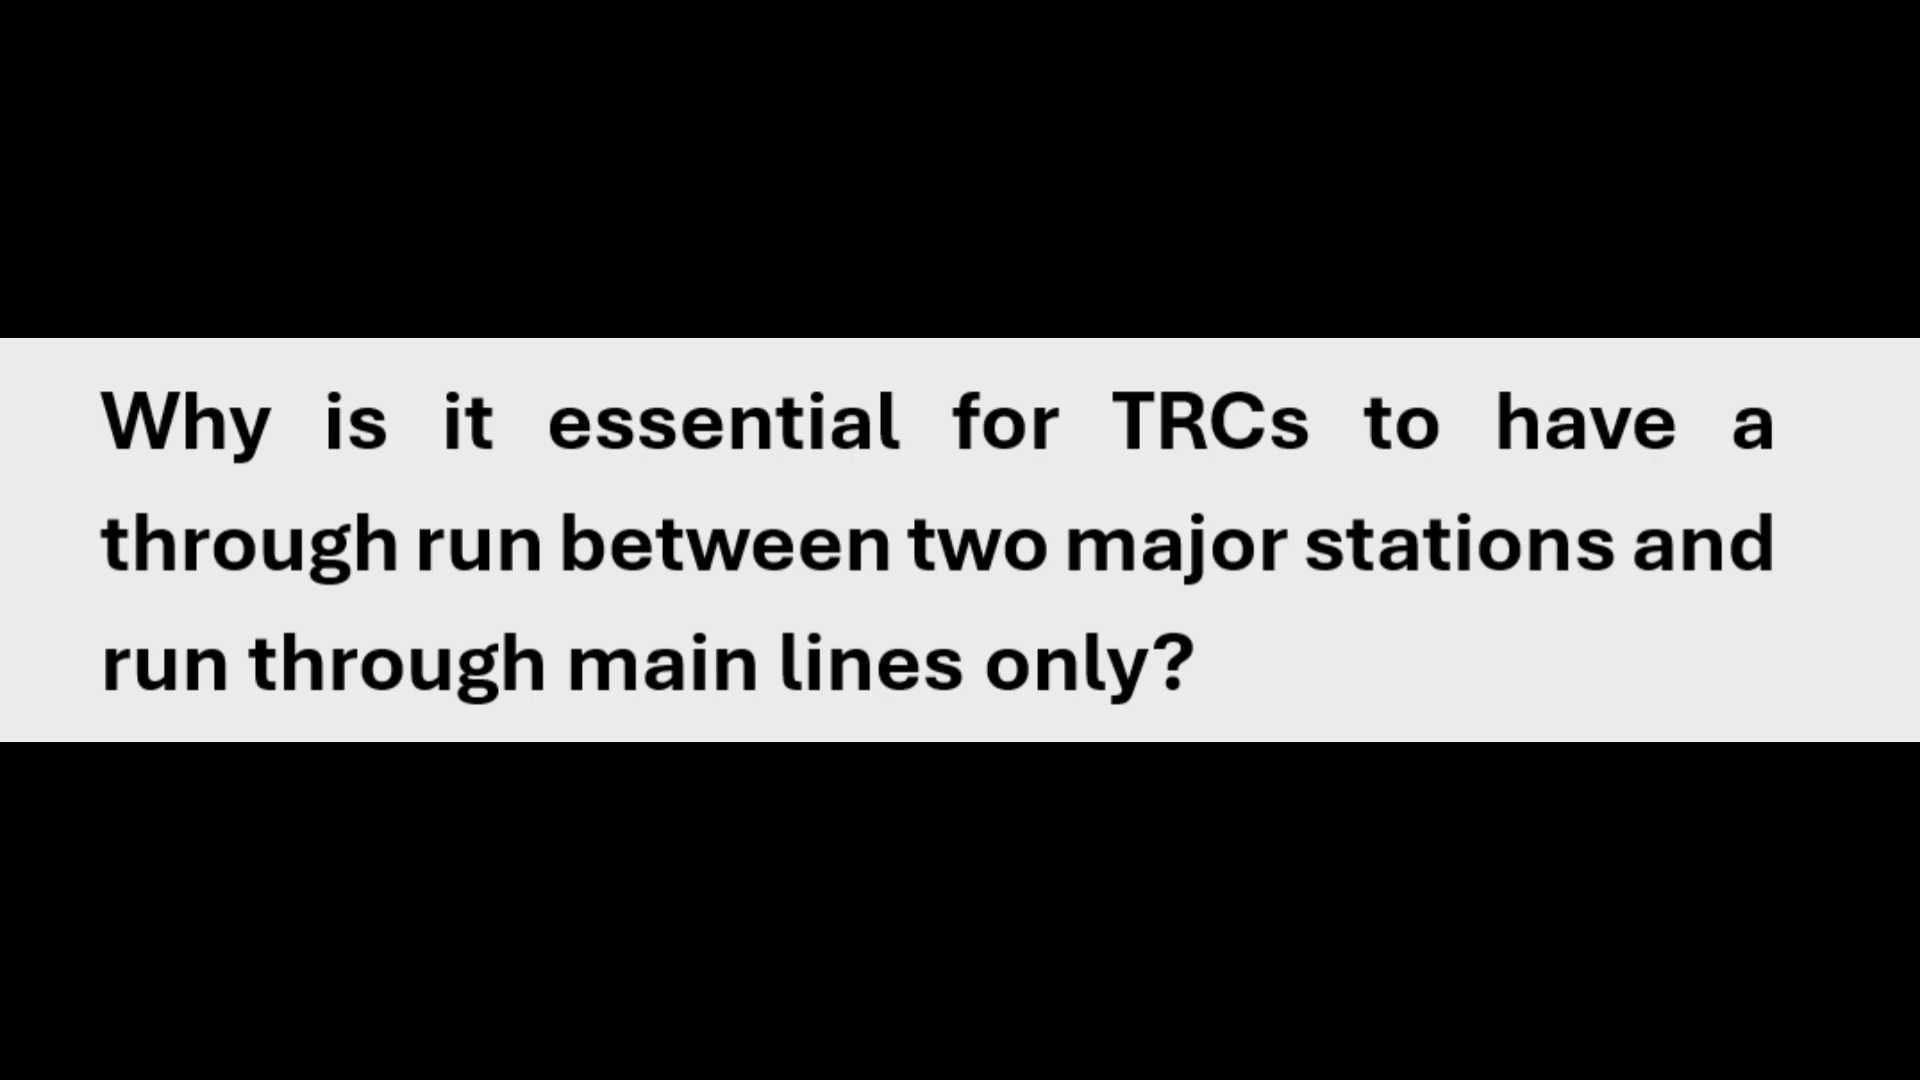 Why is it essential for TRCs to have a
through run between two major stations and
run through main lines only?